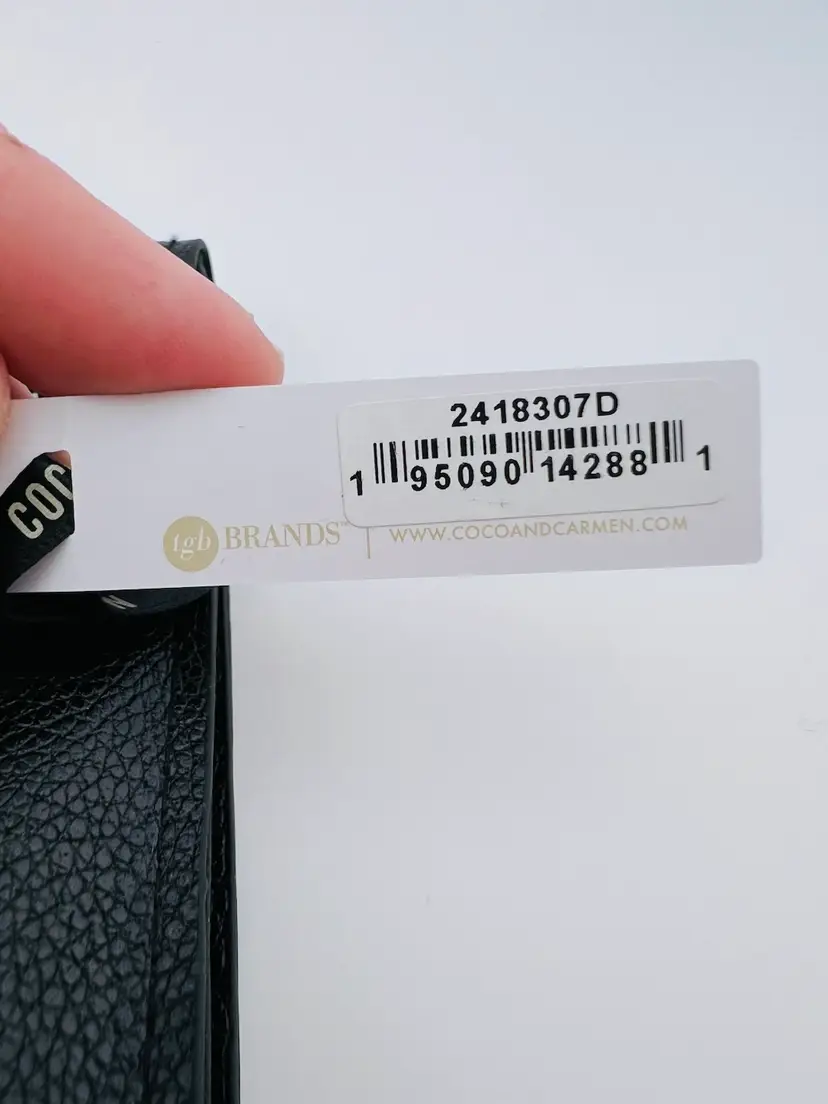 2418307D
1 95090 14288 1
COC
tgb BRANDS™ | WWW.COCOANDCARMEN.COM
N